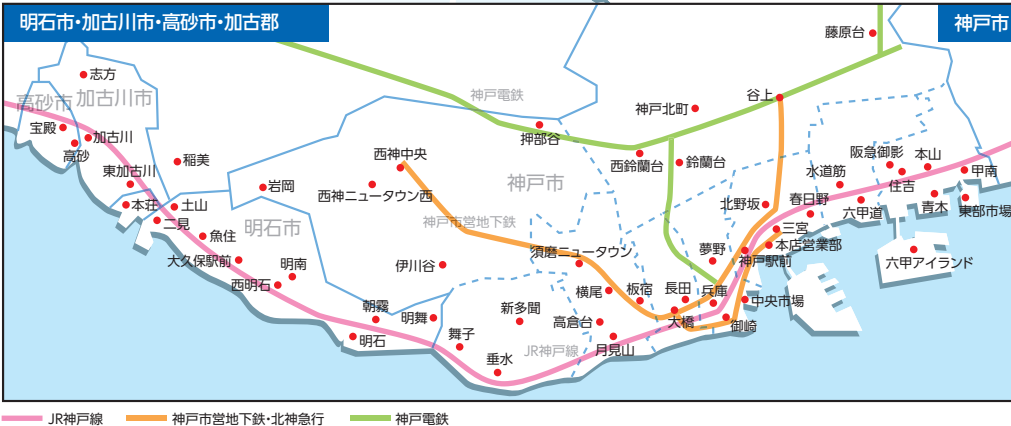 明石市・加古川市・高砂市・加古郡
神戸市
藤原台
志方
高砂市
加古川市
神戸電鉄
神戸北町
谷上
宝殿
加古川
高砂
押部谷
稲美
東加古川
西神中央
西鈴蘭台
鈴蘭台
水道筋
阪急御影
本山
甲南
岩岡
西神ニュータウン西
神戸市
住吉
本荘
土山
北野坂
春日野
六甲道
青木
東部市場
二見
明石市
神戸市営地下鉄
三宮
魚住
本店営業部
大久保駅前
明南
伊川谷
須磨ニュータウン
夢野
神戸駅前
六甲アイランド
西明石
横尾
板宿
長田
兵庫
中央市場
朝霧
明舞
新多聞
高倉台
大橋
御崎
明石
舞子
JR神戸線
月見山
垂水
JR神戸線
神戸市営地下鉄・北神急行
神戸電鉄